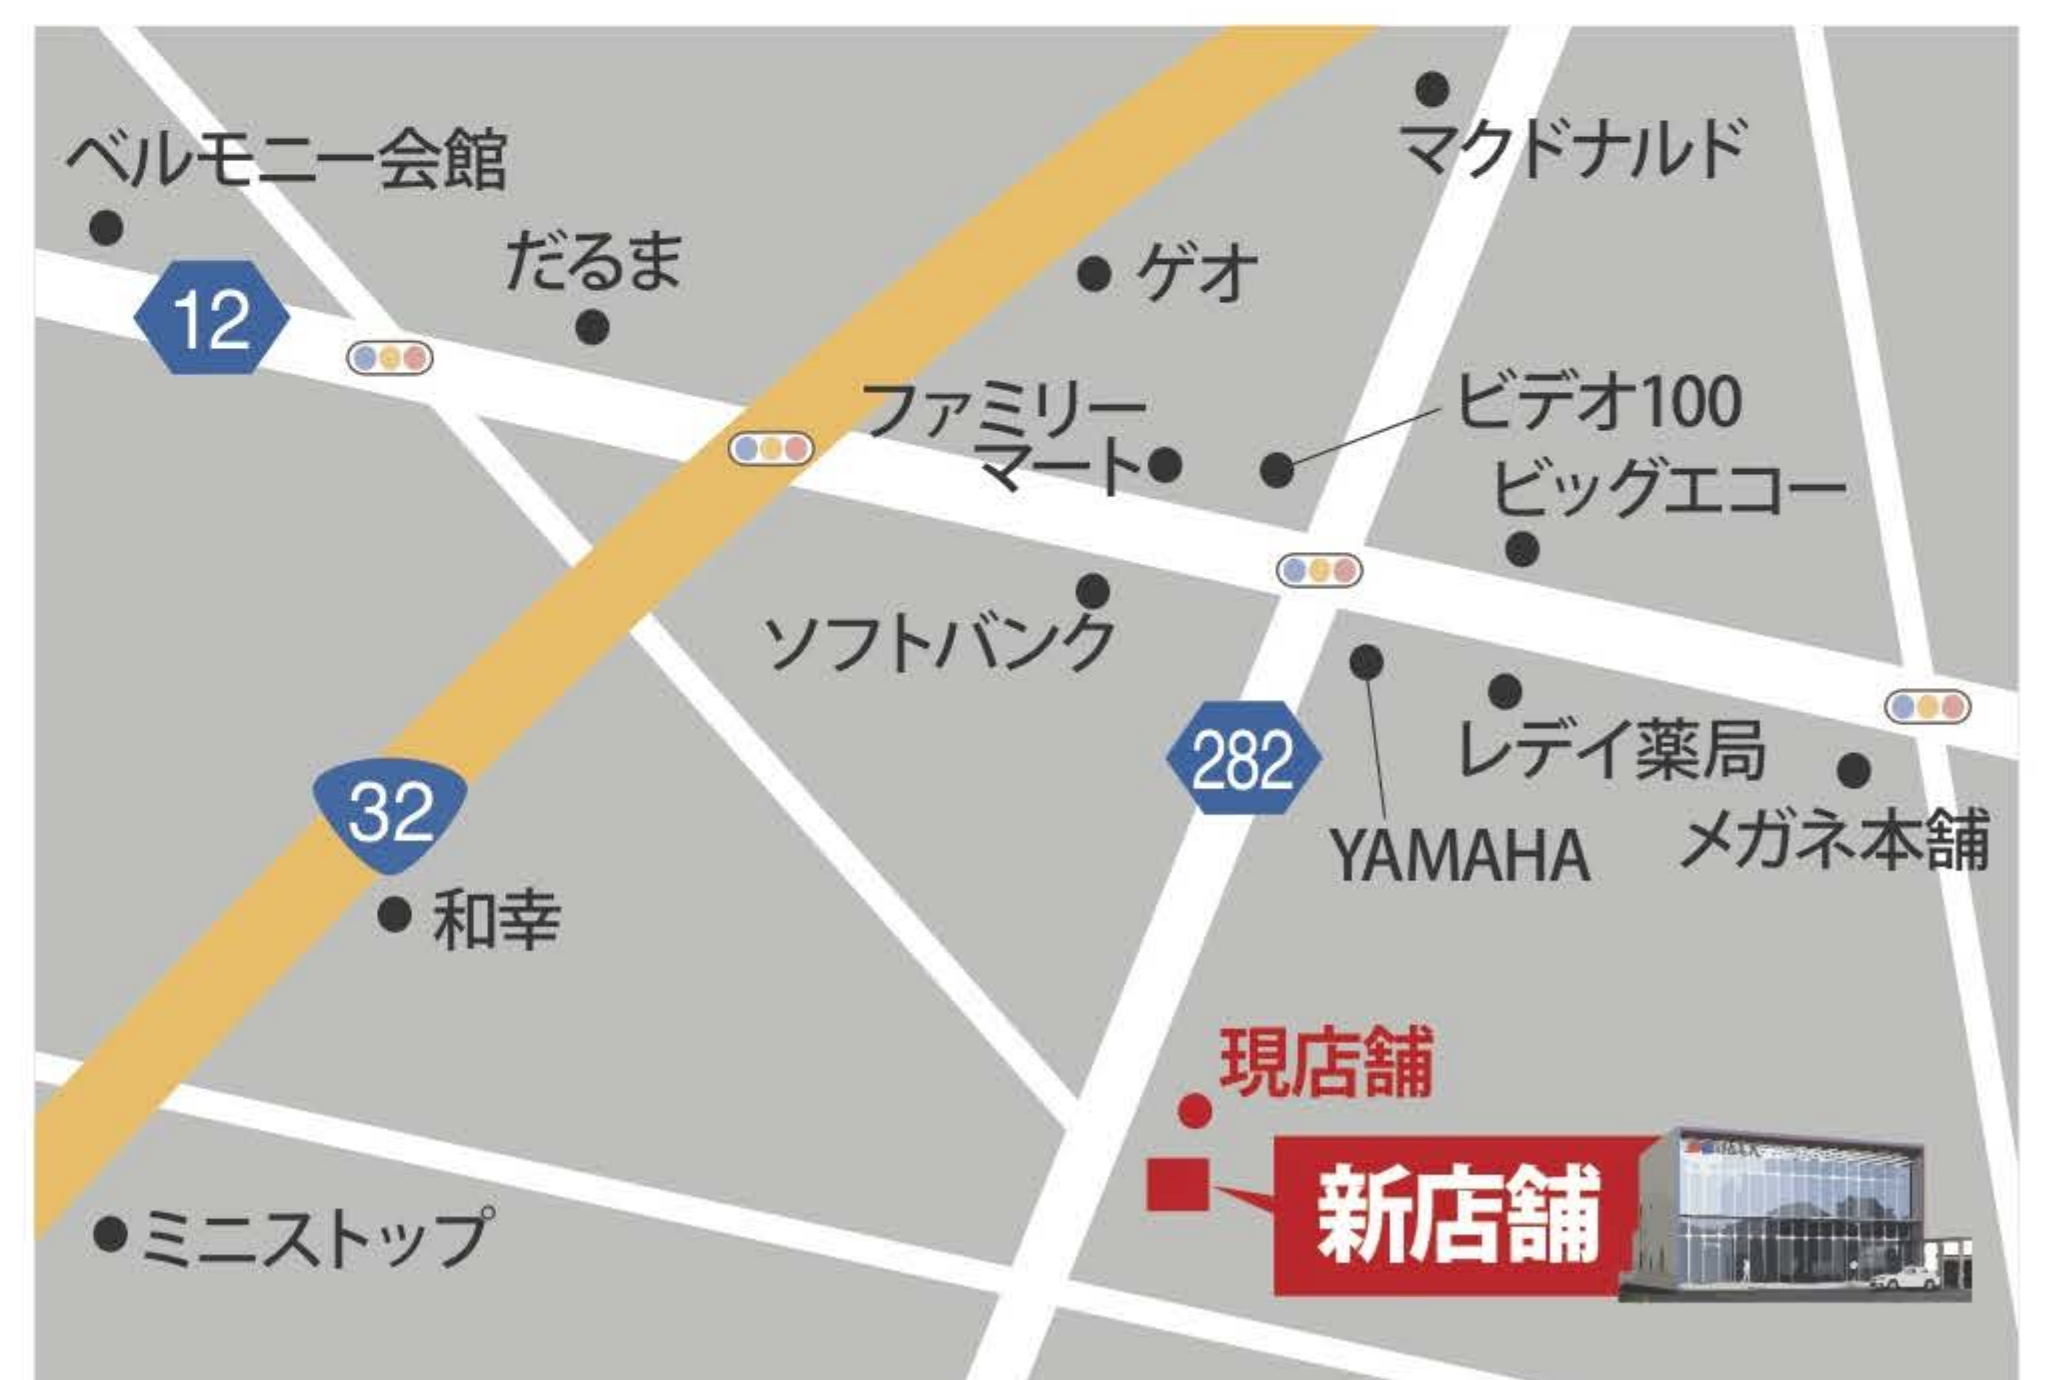 マクドナルド
ベルモニー会館
だるま
ゲオ
12
ファミリー
マート
ビデオ100
ビッグエコー
ソフトバンク
282
レデイ薬局
32
YAMAHA
メガネ本舗
和幸
現店舗
新店舗
ミニストップ